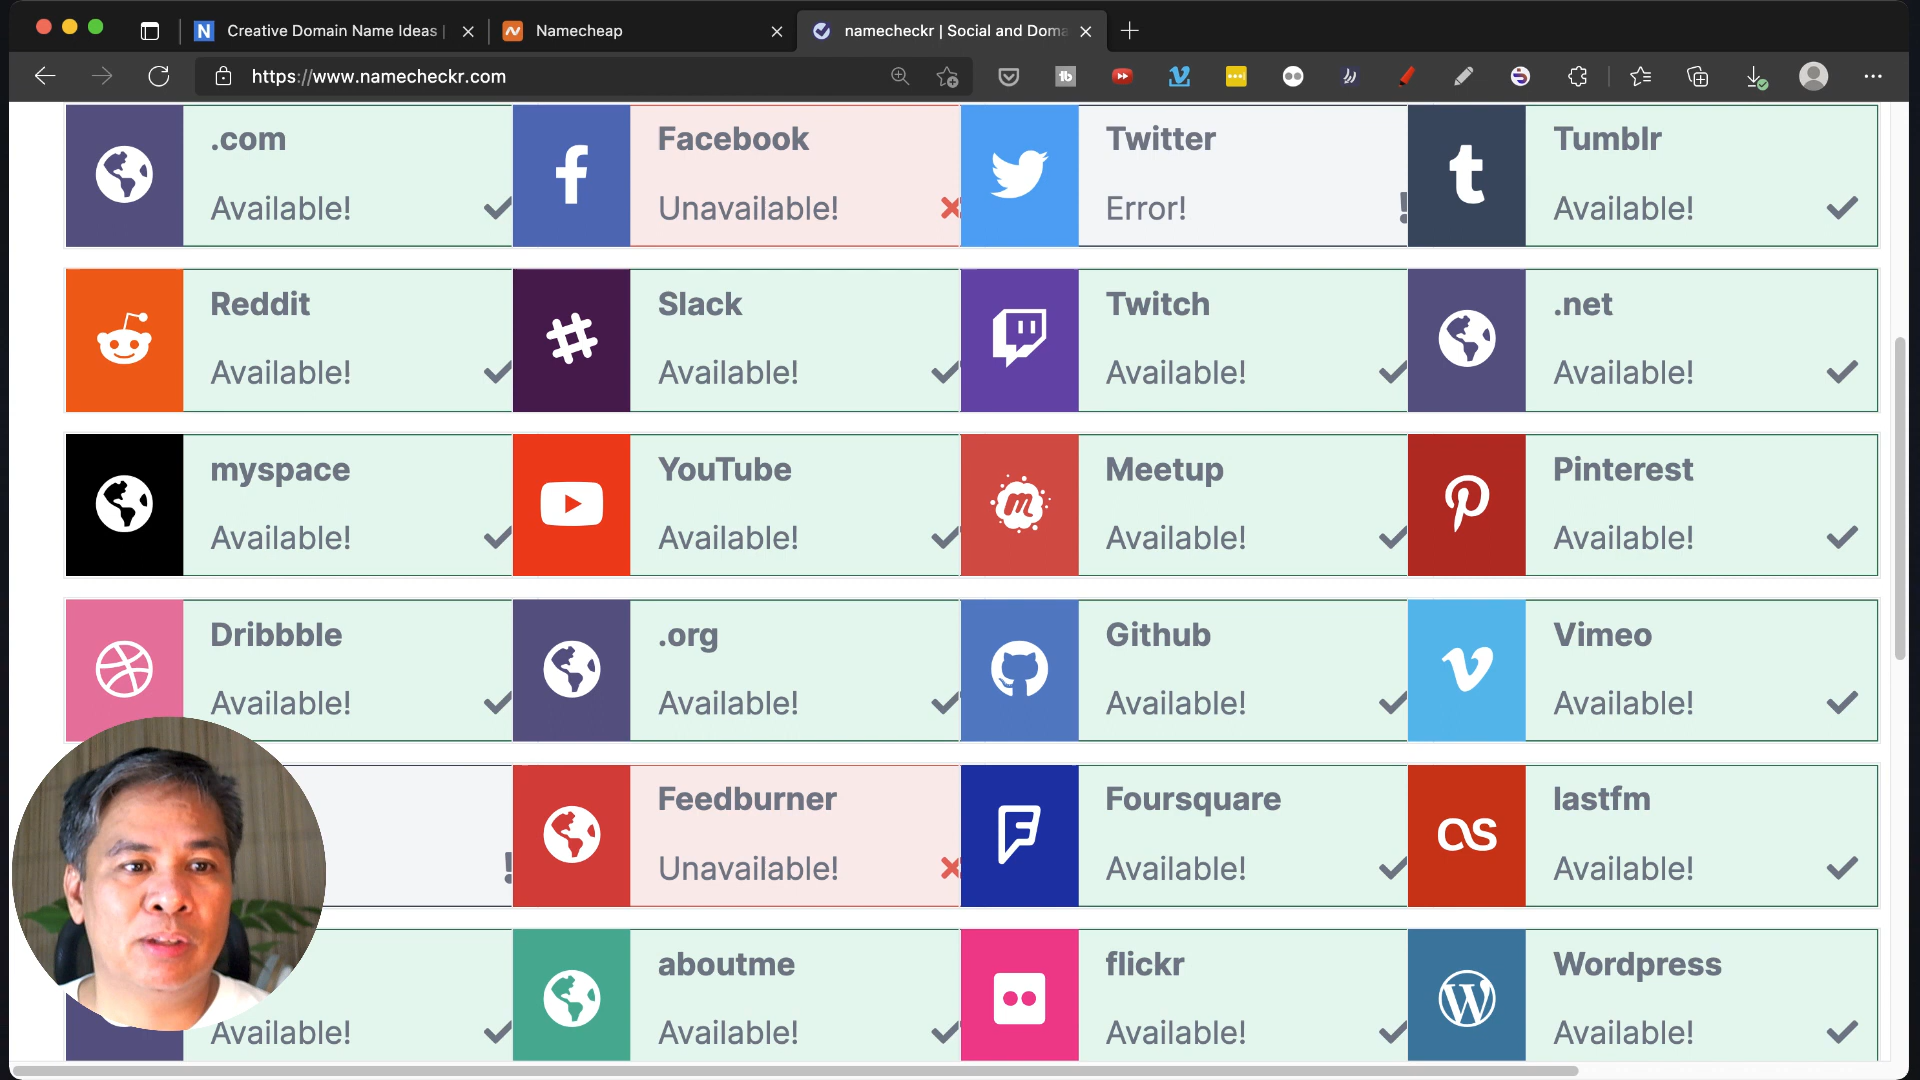 Creative Domain Name Ideas |
Namecheap
namecheckr | Social and Doma
https://www.namecheckr.com
.com
Available!
Facebook
Unavailable!
Twitter
Error!
Tumblr
Available!
Reddit
Available!
Slack
Available!
Twitch
Available!
.net
Available!
myspace
Available!
YouTube
Available!
Meetup
Available!
Pinterest
Available!
Dribbble
Available!
.org
Available!
Github
Available!
Vimeo
Available!
Feedburner
Unavailable!
Foursquare
Available!
lastfm
Available!
Available!
aboutme
Available!
flickr
Available!
Wordpress
Available!